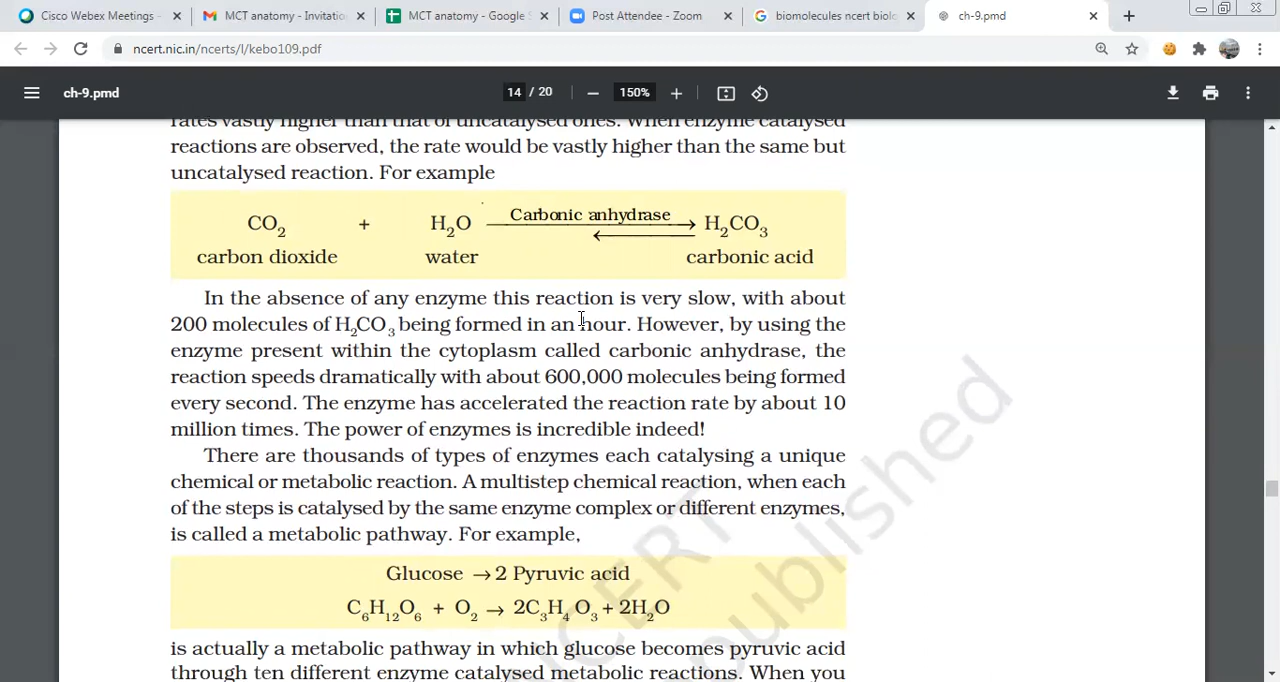 Cisco Webex Meetings -
MCT anatomy - Invitatio
MCT anatomy - Google S
Post Attendee - Zoom
biomolecules ncert biolo
ch-9.pmd
ncert.nic.in/ncerts/l/kebo109.pdf
ch-9.pmd
14 / 20
150%
rates vastly higher than that of uncatalysed ones. When enzyme catalysed
reactions are observed, the rate would be vastly higher than the same but
uncatalysed reaction. For example
CO2 + H2O Carbonic anhydrase H2CO3
carbon dioxide water carbonic acid
In the absence of any enzyme this reaction is very slow, with about
200 molecules of H2CO3 being formed in an hour. However, by using the
enzyme present within the cytoplasm called carbonic anhydrase, the
reaction speeds dramatically with about 600,000 molecules being formed
every second. The enzyme has accelerated the reaction rate by about 10
million times. The power of enzymes is incredible indeed!
There are thousands of types of enzymes each catalysing a unique
chemical or metabolic reaction. A multistep chemical reaction, when each
of the steps is catalysed by the same enzyme complex or different enzymes,
is called a metabolic pathway. For example,
Glucose → 2 Pyruvic acid
C6H12O6 + O2 → 2C3H4O3 + 2H2O
is actually a metabolic pathway in which glucose becomes pyruvic acid
through ten different enzyme catalysed metabolic reactions. When you
NCERT
published